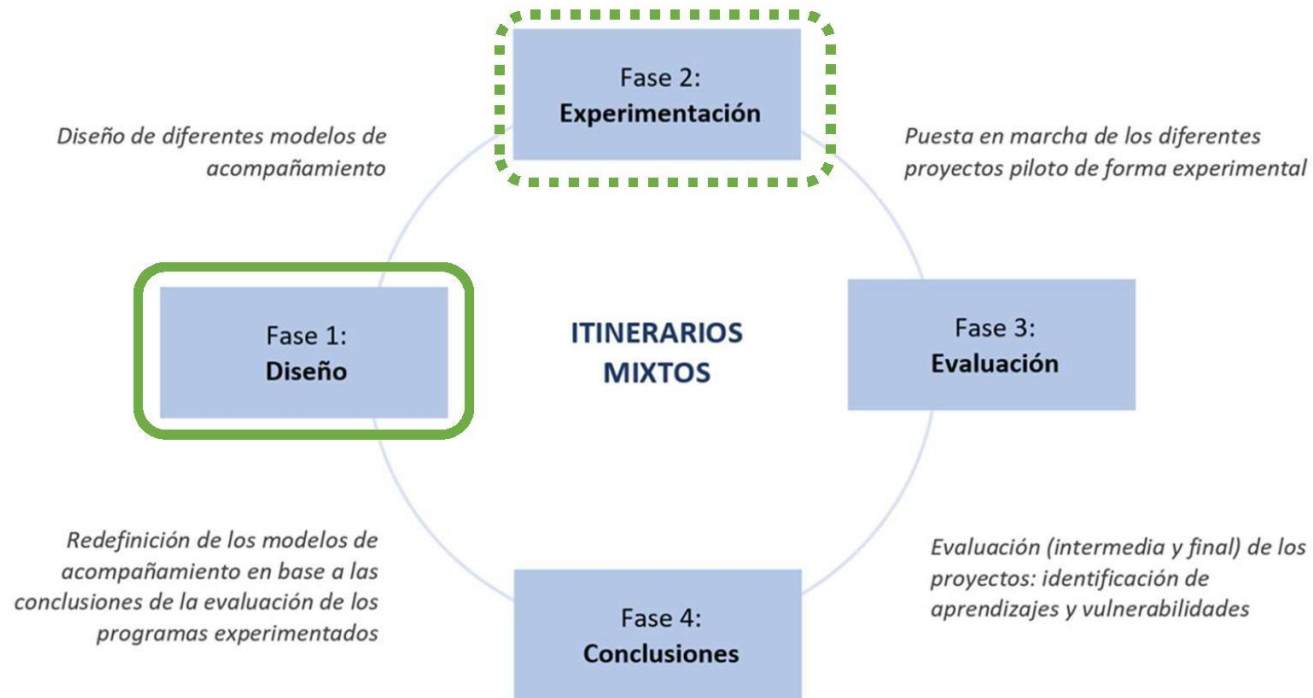 Fase 2:
Experimentación
Diseño de diferentes modelos de
acompañamiento
Puesta en marcha de los diferentes
proyectos piloto de forma experimental
Fase 1:
Diseño
ITINERARIOS
MIXTOS
Fase 3:
Evaluación
Redefinición de los modelos de
acompañamiento en base a las
conclusiones de la evaluación de los
programas experimentados
Evaluación (intermedia y final) de los
proyectos: identificación de
aprendizajes y vulnerabilidades
Fase 4:
Conclusiones